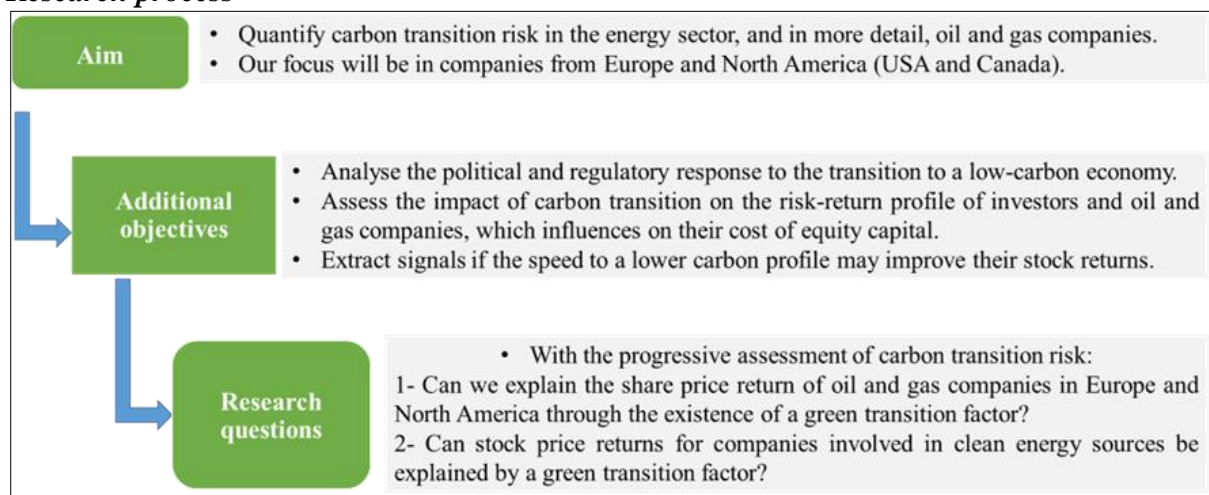 Research process
Aim
• Quantify carbon transition risk in the energy sector, and in more detail, oil and gas companies.
• Our focus will be in companies from Europe and North America (USA and Canada).
Additional
objectives
• Analyse the political and regulatory response to the transition to a low-carbon economy.
• Assess the impact of carbon transition on the risk-return profile of investors and oil and
gas companies, which influences on their cost of equity capital.
• Extract signals if the speed to a lower carbon profile may improve their stock returns.
Research
questions
• With the progressive assessment of carbon transition risk:
1- Can we explain the share price return of oil and gas companies in Europe and
North America through the existence of a green transition factor?
2- Can stock price returns for companies involved in clean energy sources be
explained by a green transition factor?